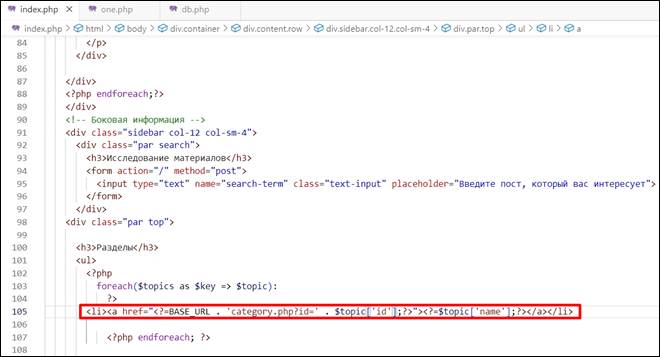 index.php one.php db.php
index.php > html > body > div.container > div.content.row > div.sidebar.col-12.col-sm-4 > div.par.top > ul > li > a
84 </p>
85 </div>
86
87 </div>
88 <?php endforeach;?>
89 </div>
90 <!-- Боковая информация -->
91 <div class="sidebar col-12 col-sm-4">
92 <div class="par search">
93 <h3>Исследование материалов</h3>
94 <form action="/" method="post">
95 <input type="text" name="search-term" class="text-input" placeholder="Введите пост, который вас интересует">
96 </form>
97 </div>
98 <div class="par top">
99
100 <h3>Разделы</h3>
101 <ul>
102 <?php
103 foreach($topics as $key => $topic):
104 ?>
105 <li><a href="<?=BASE_URL . 'category.php?id=' . $topic['id'];?>"><?=$topic['name'];?></a></li>
106
107 <?php endforeach; ?>